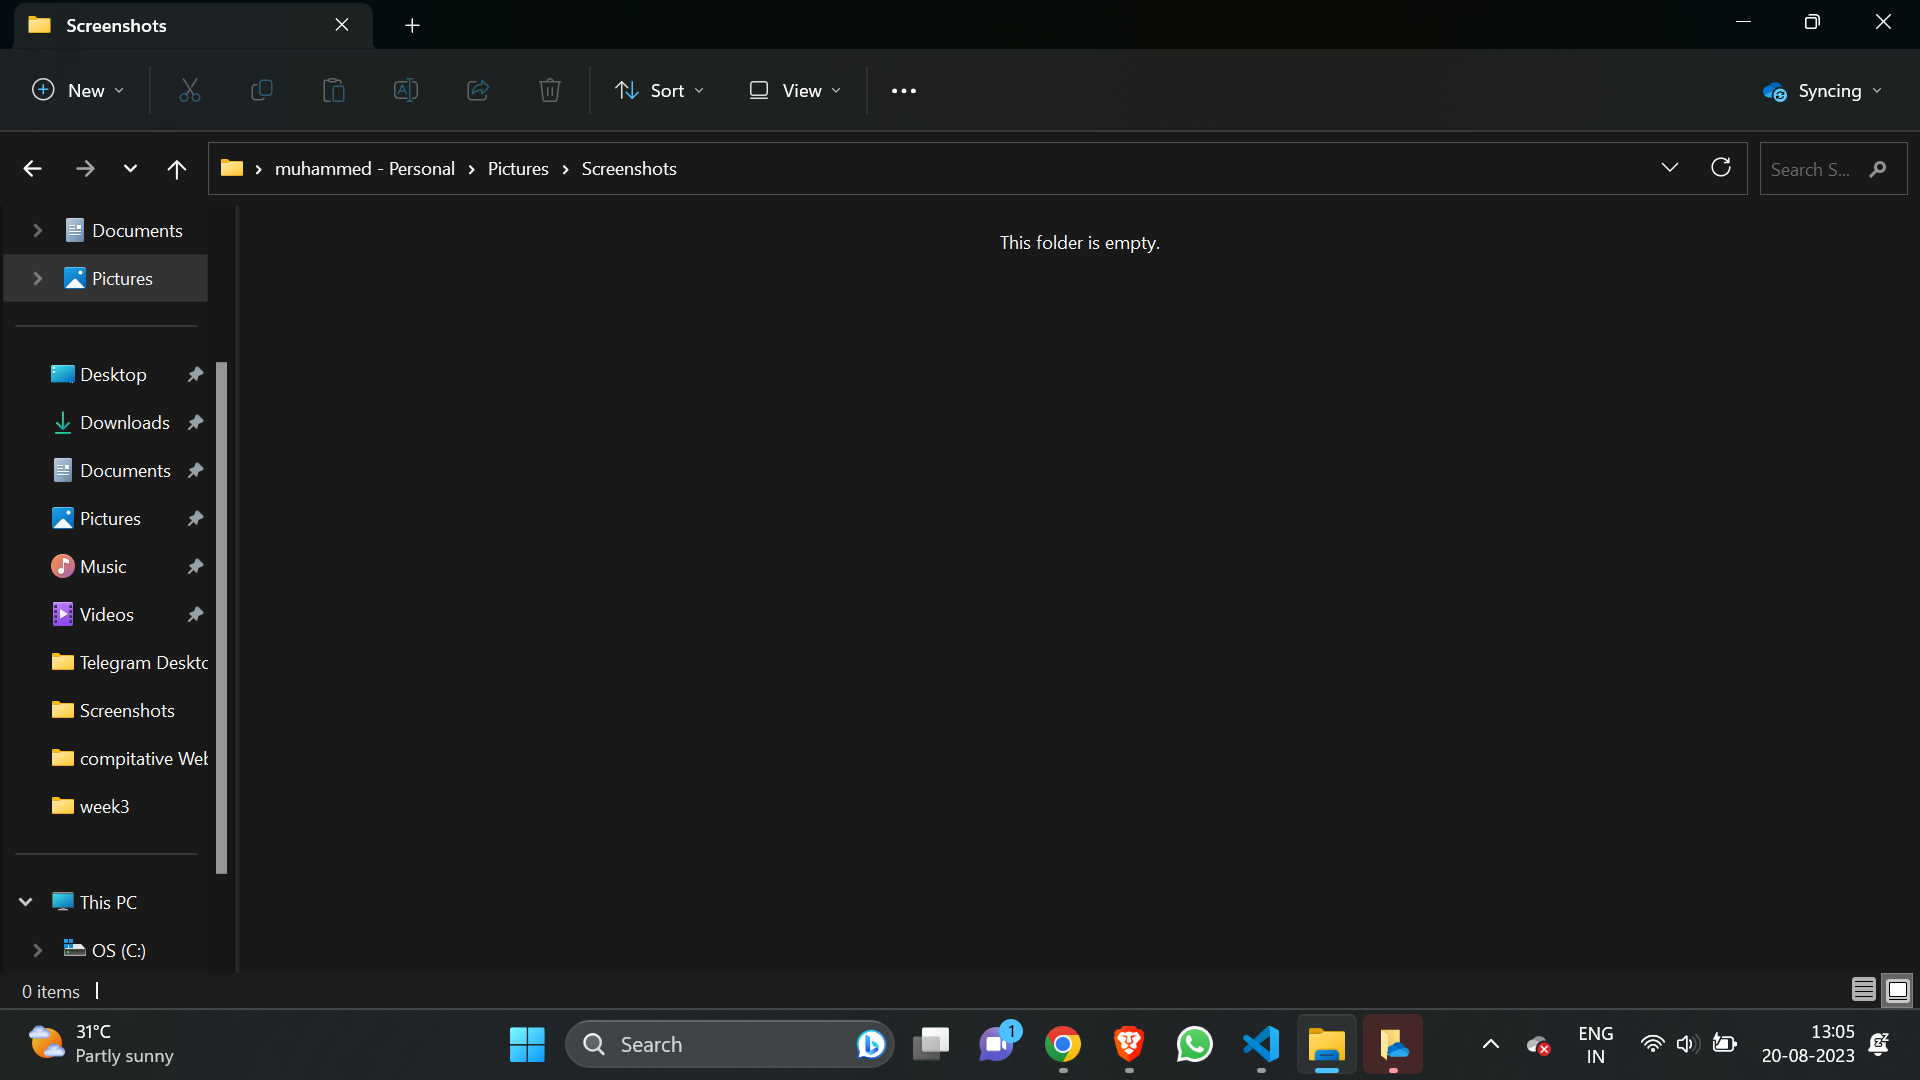 Screenshots
New
Sort
View
Syncing
muhammed - Personal
Pictures
Screenshots
Search S...
Documents
Pictures
This folder is empty.
Desktop
Downloads
Documents
Pictures
Music
Videos
Telegram Deskto
Screenshots
compitative Web
week3
This PC
OS (C:)
0 items
31°C
Partly sunny
Search
1
ENG
IN
13:05
20-08-2023